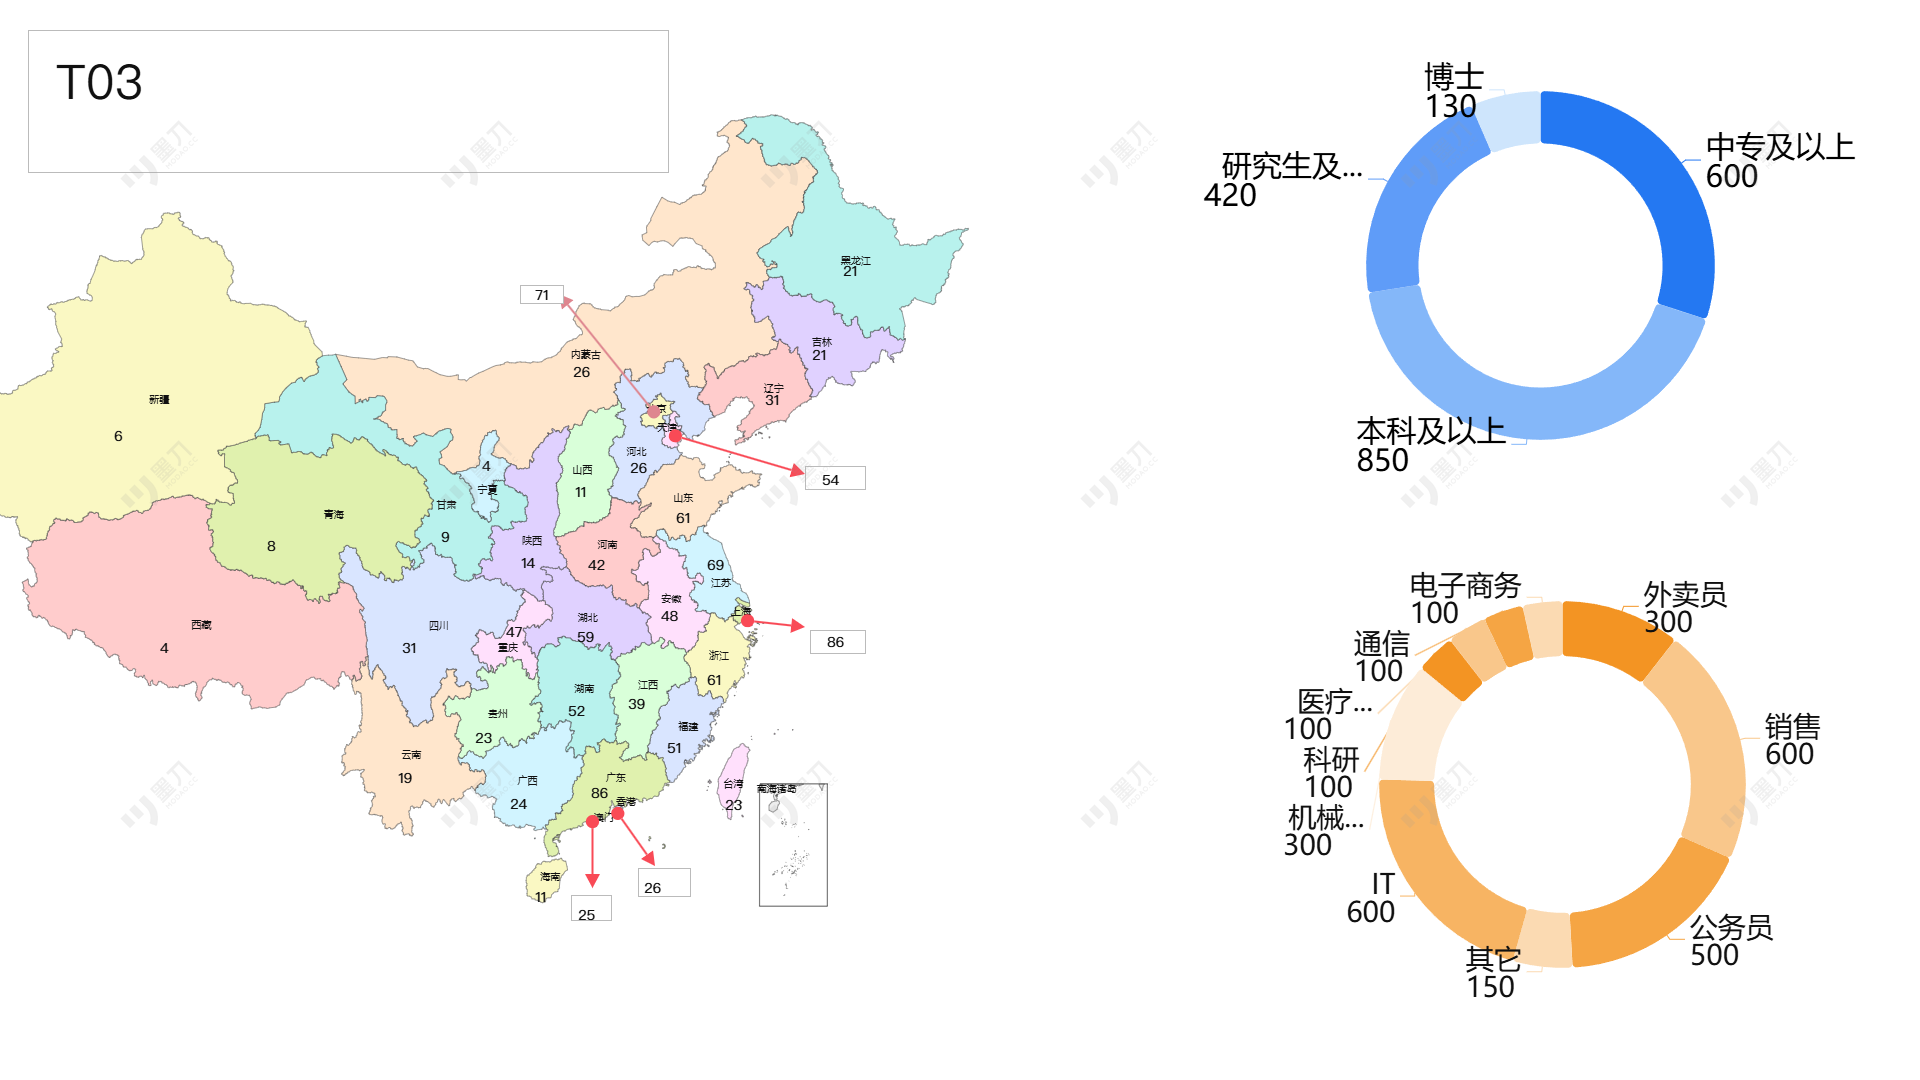 T03
黑龙江
21
71
吉林
21
内蒙古
26
辽宁
31
新疆
6
天津
河北
26
山西
11
4
宁夏
54
山东
61
甘肃
9
青海
8
陕西
14
河南
42
69
江苏
安徽
48
上海
86
西藏
4
四川
31
47
重庆
湖北
59
浙江
61
湖南
52
江西
39
贵州
23
福建
51
云南
19
广西
24
广东
86
香港
澳门
台湾
23
南海诸岛
海南
11
26
25
博士
130
中专及以上
600
研究生及...
420
本科及以上
850
电子商务
100
外卖员
300
通信
100
医疗...
100
销售
600
科研
100
机械...
300
IT
600
公务员
500
其它
150
墨刀
MODAO.CC